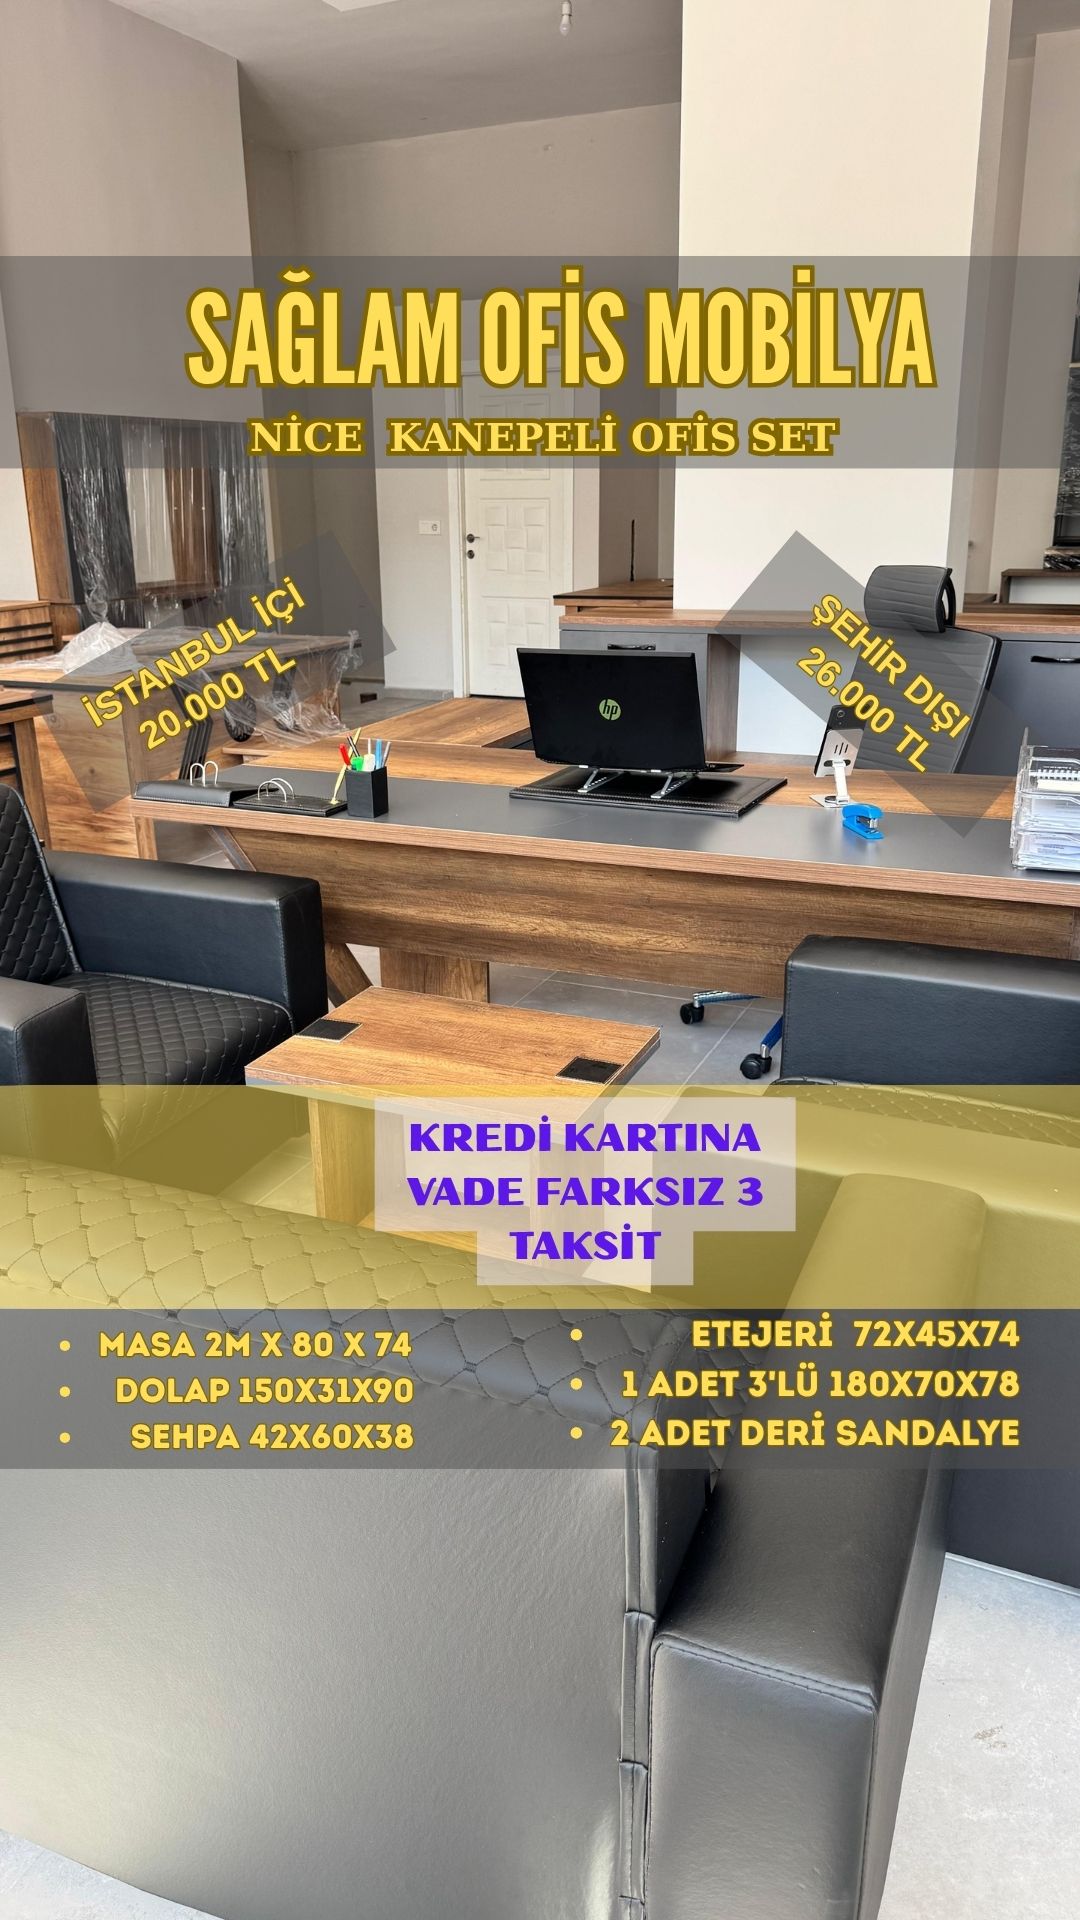 SAĞLAM OFİS MOBİLYA
NİCE KANEPELİ OFİS SET
İSTANBUL İÇİ
20.000 TL
ŞEHİR DIŞI
26.000 TL
hp
KREDİ KARTINA
VADE FARKSIZ 3
TAKSİT
• MASA 2M X 80 X 74
• DOLAP 150X31X90
• SEHPA 42X60X38
• ETEJERİ 72X45X74
• 1 ADET 3'LÜ 180X70X78
• 2 ADET DERİ SANDALYE